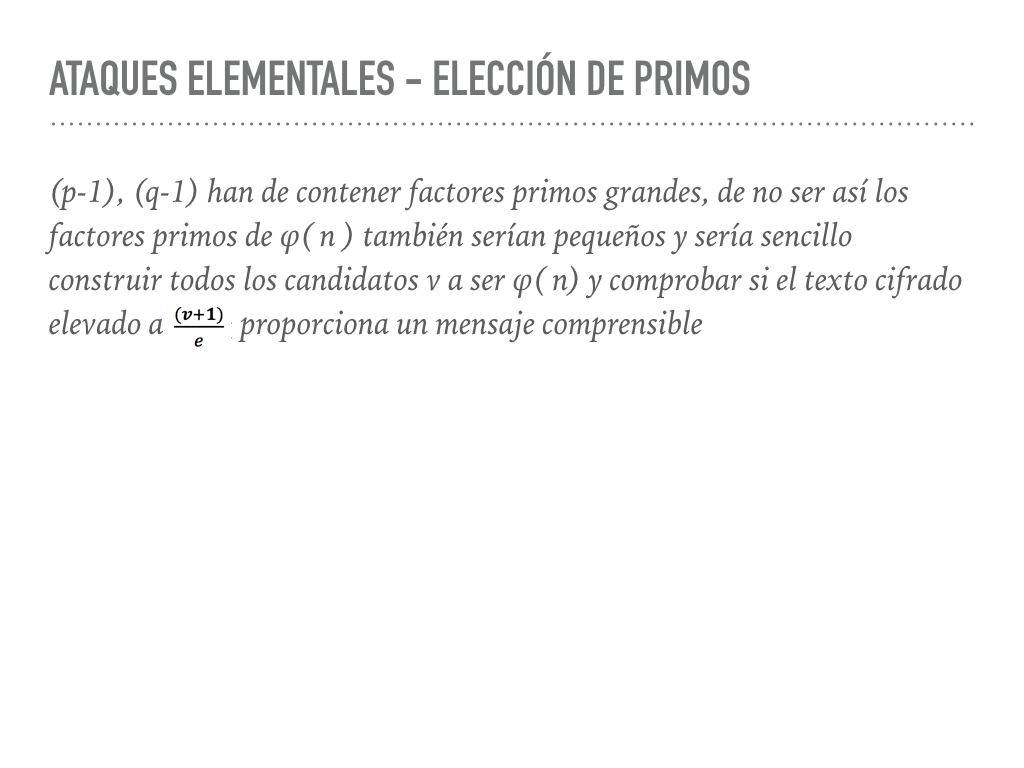 ATAQUES ELEMENTALES - ELECCIÓN DE PRIMOS
(p-1), (q-1) han de contener factores primos grandes, de no ser así los
factores primos de φ( n ) también serían pequeños y sería sencillo
construir todos los candidatos v a ser φ( n) y comprobar si el texto cifrado
elevado a (v+1)/e proporciona un mensaje comprensible